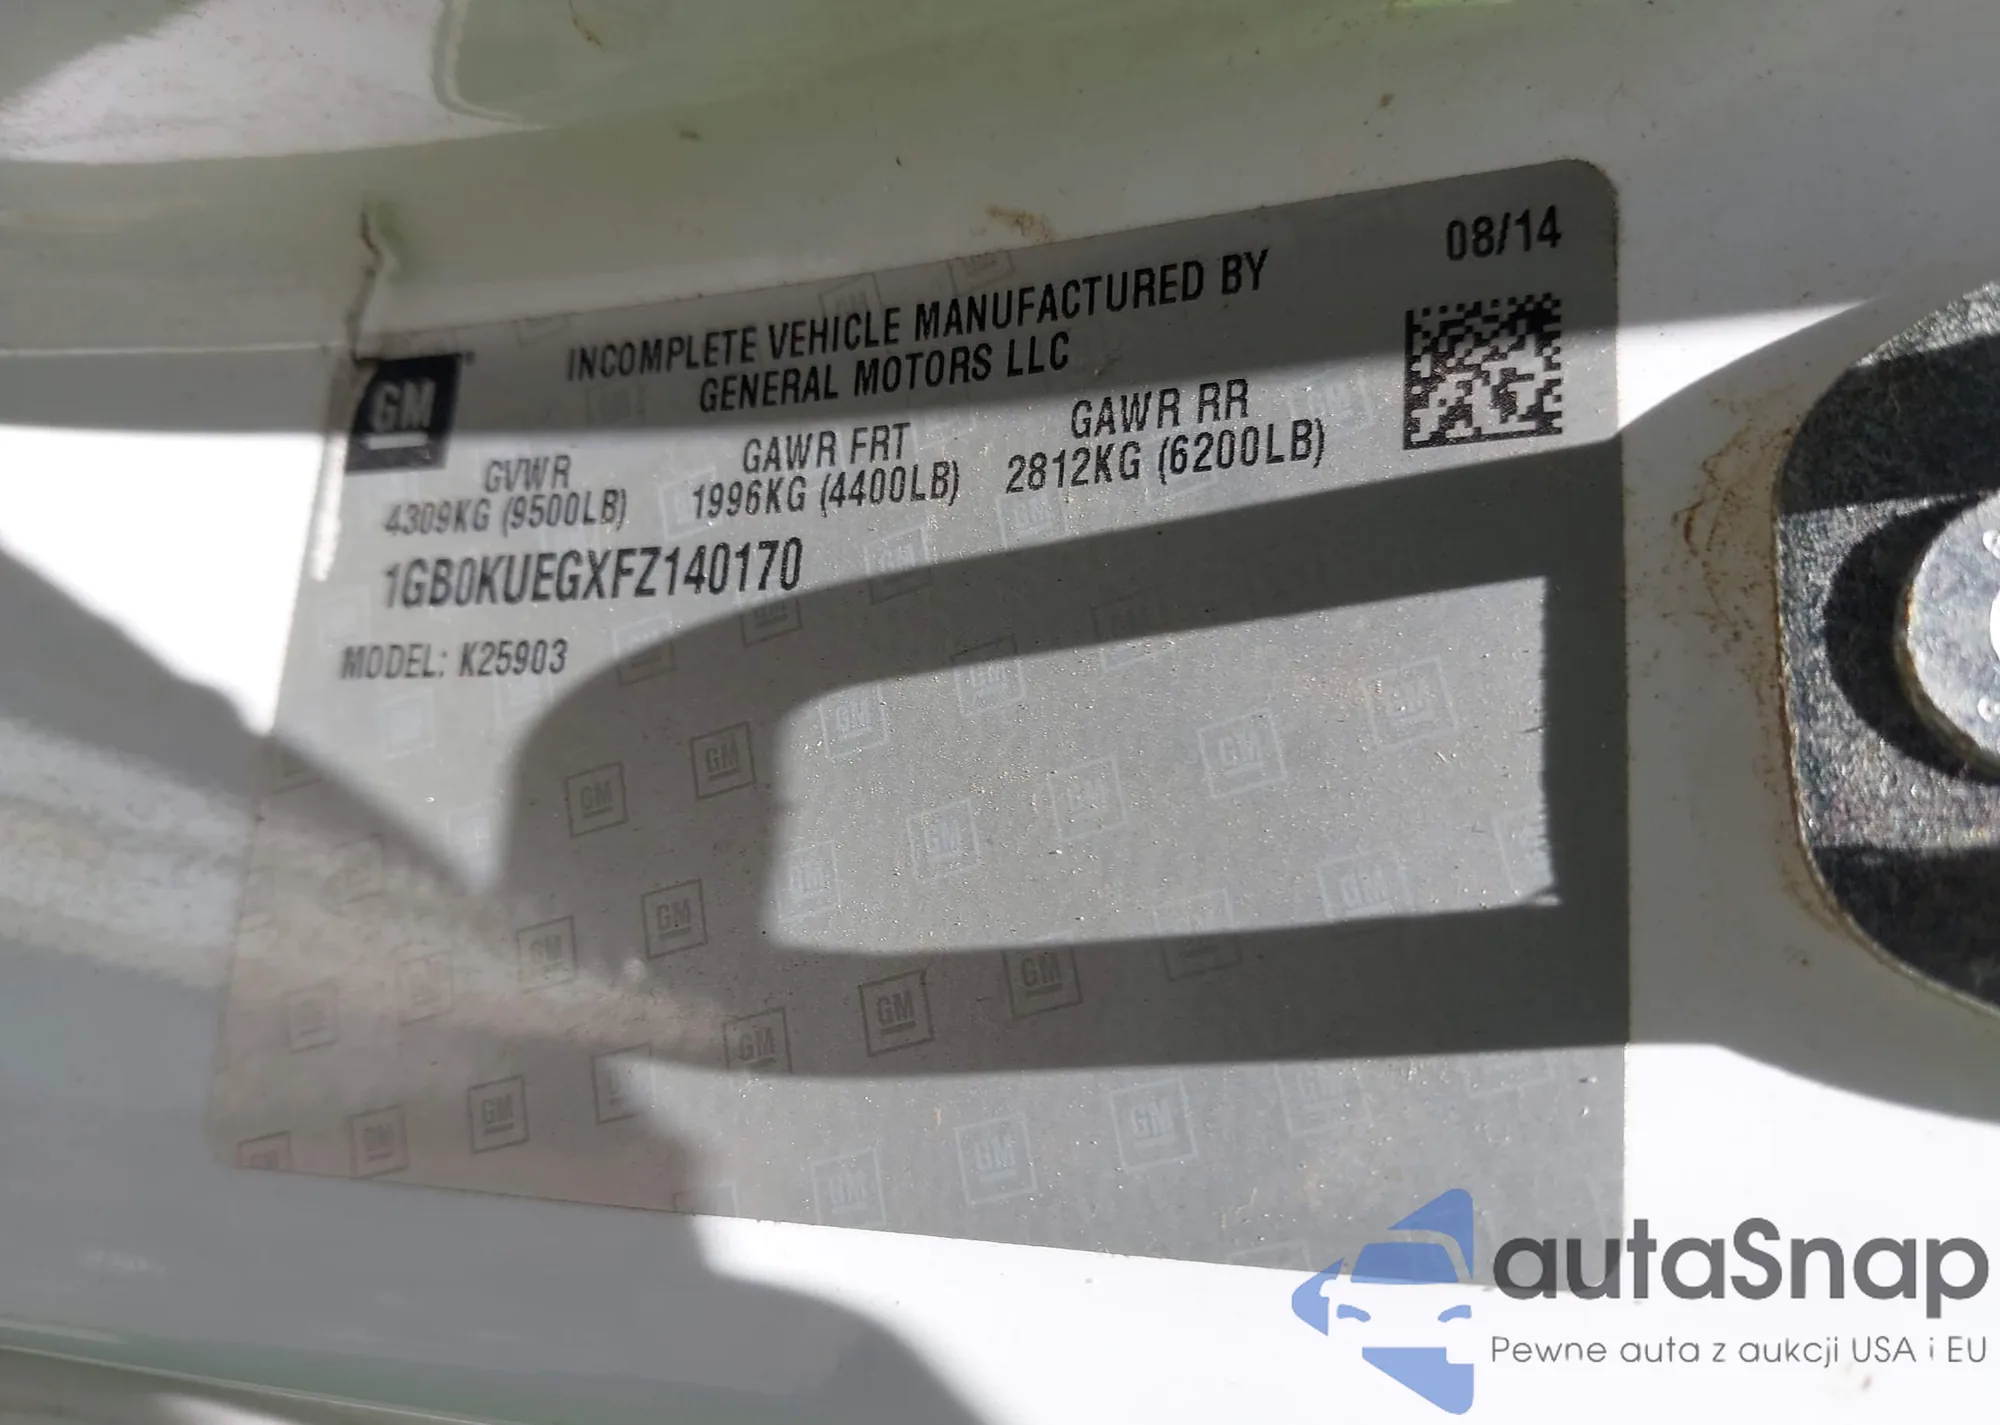 08/14
INCOMPLETE VEHICLE MANUFACTURED BY
GENERAL MOTORS LLC
GM
GVWR GAWR FRT GAWR RR
4309KG (9500LB) 1996KG (4400LB) 2812KG (6200LB)
1GB0KUEGXFZ140170
MODEL: K25903
autaSnap
Pewne auta z aukcji USA i EU